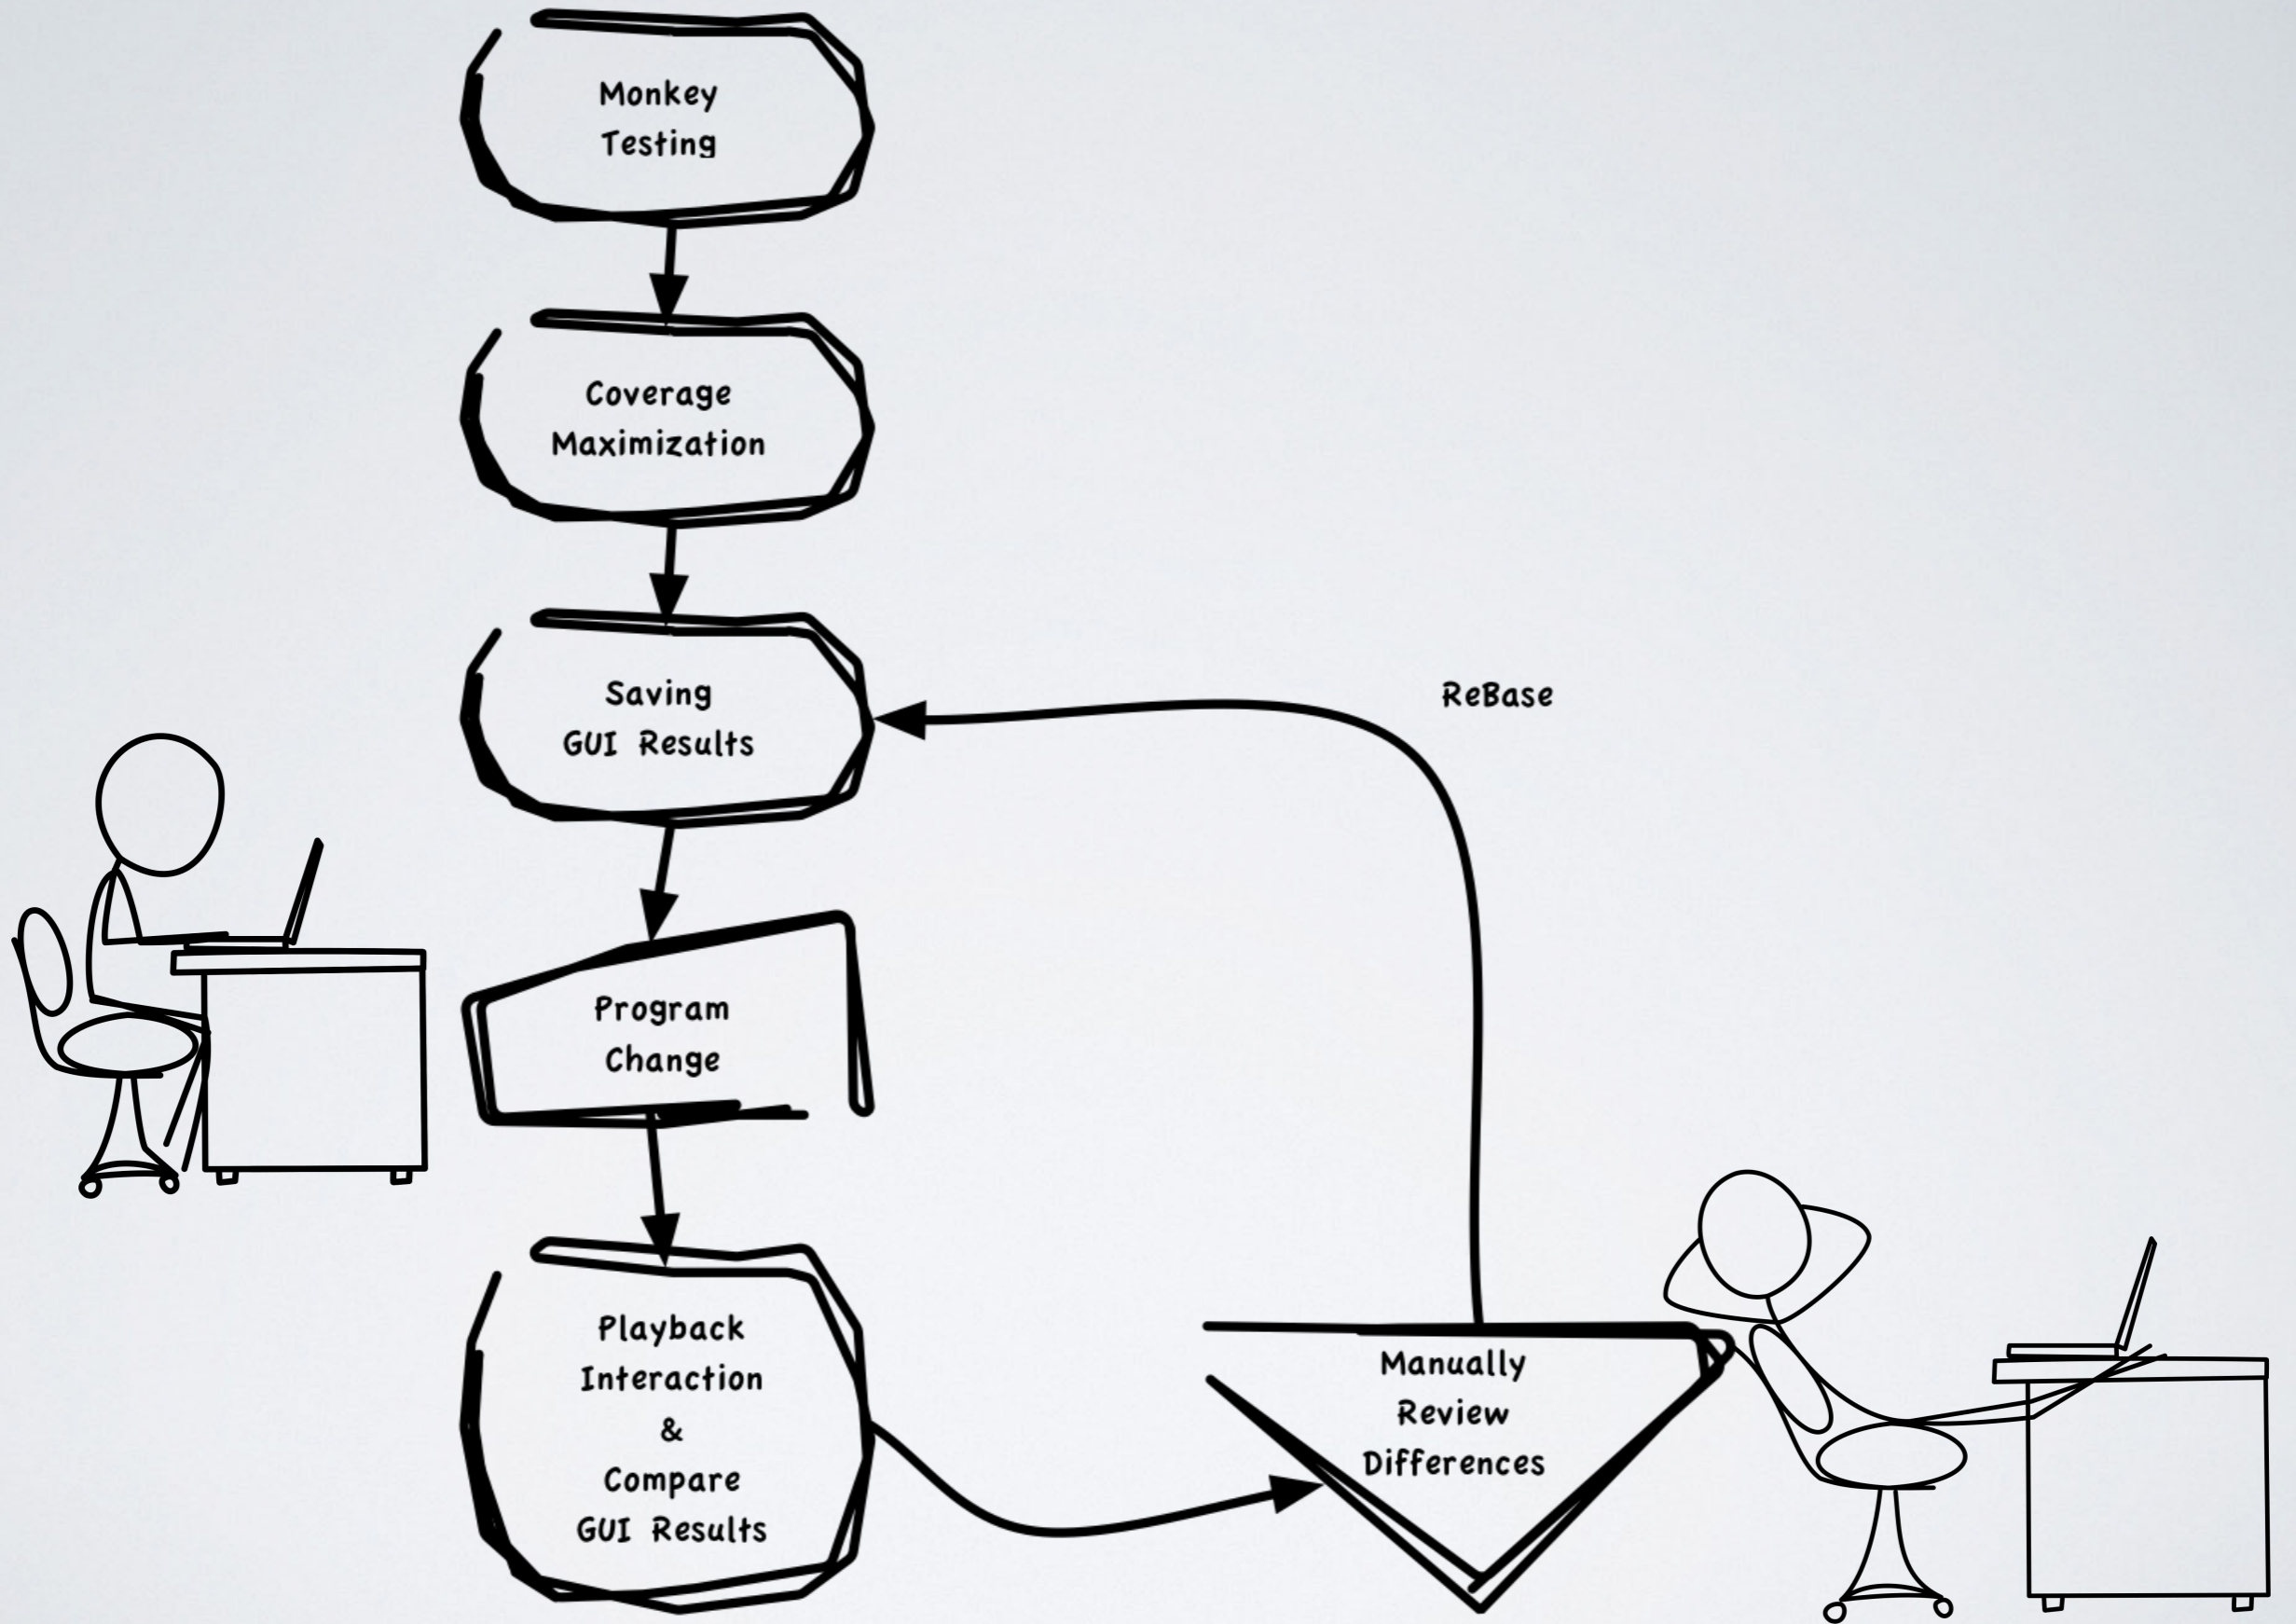 Monkey
Testing
Coverage
Maximization
Saving
GUI Results
ReBase
Program
Change
Playback
Interaction
&
Compare
GUI Results
Manually
Review
Differences